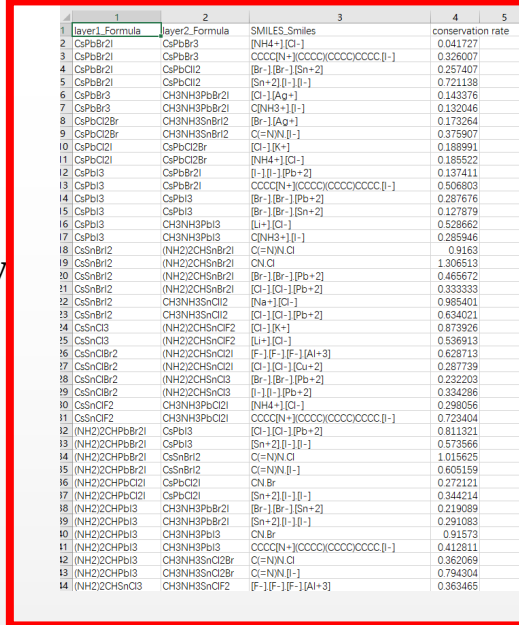 1 2 3 4 5
1 layer1_Formula layer2_Formula SMILES_Smiles conservation rate
2 CsPbBr2I CsPbBr3 [NH4+].[Cl-] 0.041727
3 CsPbBr2I CsPbBr3 CCCC[N+](CCCC)(CCCC)CCCC.[I-] 0.326007
4 CsPbBr2I CsPbClI2 [Br-].[Br-].[Sn+2] 0.257407
5 CsPbBr2I CsPbClI2 [Sn+2].[I-].[I-] 0.721138
6 CsPbBr3 CH3NH3PbBr2I [Cl-].[Ag+] 0.143376
7 CsPbBr3 CH3NH3PbBr2I C[NH3+].[I-] 0.132046
8 CsPbCl2Br CH3NH3SnBrI2 [Br-].[Ag+] 0.173264
9 CsPbCl2Br CH3NH3SnBrI2 C(=N)N.[I-] 0.375907
10 CsPbCl2I CsPbCl2Br [Cl-].[K+] 0.188991
11 CsPbCl2I CsPbCl2Br [NH4+].[Cl-] 0.185522
12 CsPbI3 CsPbBr2I [I-].[I-].[Pb+2] 0.137411
13 CsPbI3 CsPbBr2I CCCC[N+](CCCC)(CCCC)CCCC.[I-] 0.506803
14 CsPbI3 CsPbI3 [Br-].[Br-].[Pb+2] 0.287676
15 CsPbI3 CsPbI3 [Br-].[Br-].[Sn+2] 0.127879
16 CsPbI3 CH3NH3PbI3 [Li+].[Cl-] 0.528662
17 CsPbI3 CH3NH3PbI3 C[NH3+].[I-] 0.285946
18 CsSnBrI2 (NH2)2CHSnBr2I C(=N)N.Cl 0.9163
19 CsSnBrI2 (NH2)2CHSnBr2I CN.Cl 1.306513
20 CsSnBrI2 (NH2)2CHSnBr2I [Br-].[Br-].[Pb+2] 0.465672
21 CsSnBrI2 (NH2)2CHSnBr2I [Cl-].[Cl-].[Pb+2] 0.333333
22 CsSnBrI2 CH3NH3SnClI2 [Na+].[Cl-] 0.985401
23 CsSnBrI2 CH3NH3SnClI2 [Cl-].[Cl-].[Pb+2] 0.634021
24 CsSnCl3 (NH2)2CHSnClF2 [Cl-].[K+] 0.873926
25 CsSnCl3 (NH2)2CHSnClF2 [Li+].[Cl-] 0.536913
26 CsSnClBr2 (NH2)2CHSnCl2I [F-].[F-].[F-].[Al+3] 0.628713
27 CsSnClBr2 (NH2)2CHSnCl2I [Cl-].[Cl-].[Cu+2] 0.287739
28 CsSnClBr2 (NH2)2CHSnCl3 [Br-].[Br-].[Pb+2] 0.232203
29 CsSnClBr2 (NH2)2CHSnCl3 [I-].[I-].[Pb+2] 0.334286
30 CsSnClF2 CH3NH3PbCl2I [NH4+].[Cl-] 0.298056
31 CsSnClF2 CH3NH3PbCl2I CCCC[N+](CCCC)(CCCC)CCCC.[I-] 0.723404
32 (NH2)2CHPbBr2I CsPbI3 [Cl-].[Cl-].[Pb+2] 0.811321
33 (NH2)2CHPbBr2I CsPbI3 [Sn+2].[I-].[I-] 0.573566
34 (NH2)2CHPbBr2I CsSnBrI2 C(=N)N.Cl 1.015625
35 (NH2)2CHPbBr2I CsSnBrI2 C(=N)N.[I-] 0.605159
36 (NH2)2CHPbCl2I CsPbCl2I CN.Br 0.272121
37 (NH2)2CHPbCl2I CsPbCl2I [Sn+2].[I-].[I-] 0.344214
38 (NH2)2CHPbI3 CH3NH3PbBr2I [Br-].[Br-].[Sn+2] 0.219089
39 (NH2)2CHPbI3 CH3NH3PbBr2I [Sn+2].[I-].[I-] 0.291083
40 (NH2)2CHPbI3 CH3NH3PbI3 CN.Br 0.91573
41 (NH2)2CHPbI3 CH3NH3PbI3 CCCC[N+](CCCC)(CCCC)CCCC.[I-] 0.412811
42 (NH2)2CHPbI3 CH3NH3SnCl2Br C(=N)N.Cl 0.362069
43 (NH2)2CHPbI3 CH3NH3SnCl2Br C(=N)N.[I-] 0.794304
44 (NH2)2CHSnCl3 CH3NH3SnClF2 [F-].[F-].[F-].[Al+3] 0.363465